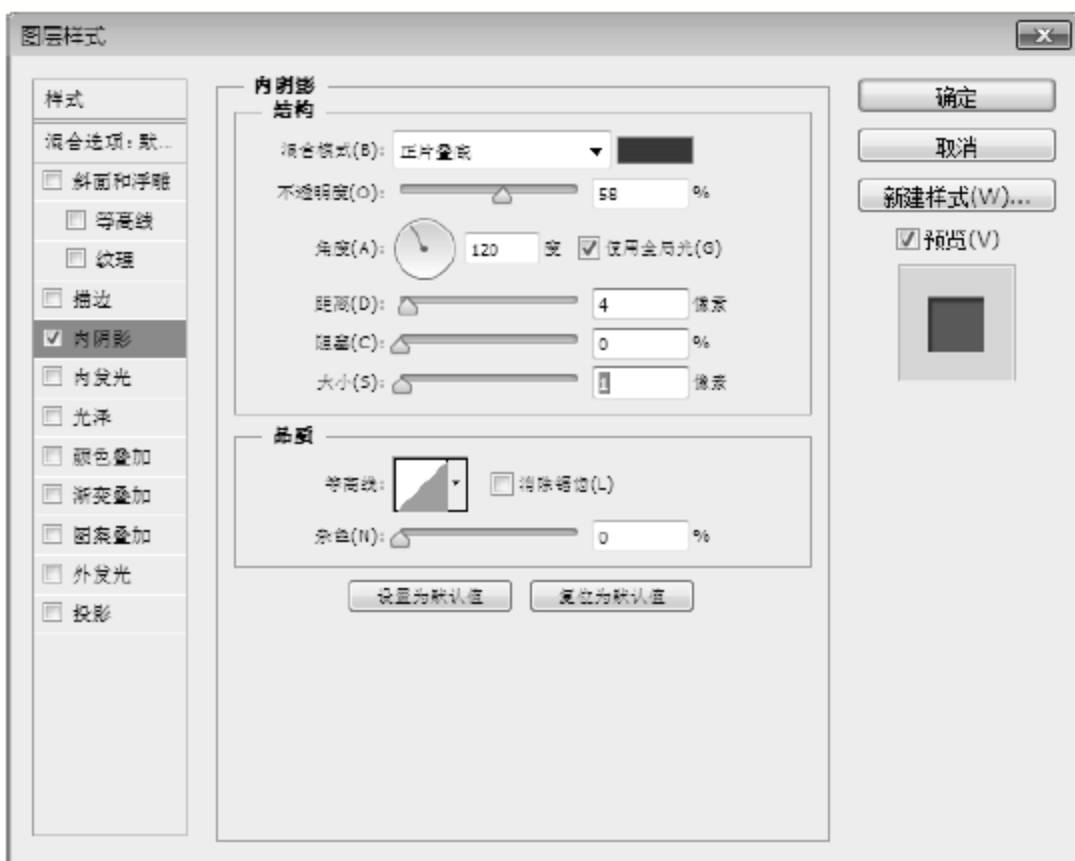 图层样式
样式
混合选项:默...
斜面和浮雕
等高线
纹理
描边
内阴影
内发光
光泽
颜色叠加
渐变叠加
图案叠加
外发光
投影
内阴影
结构
混合模式(B): 正片叠底
不透明度(O): 58 %
角度(A): 120 度 使用全局光(G)
距离(D): 4 像素
阻塞(C): 0 %
大小(S): 1 像素
品质
等高线: 消除锯齿(L)
杂色(N): 0 %
设置为默认值 复位为默认值
确定
取消
新建样式(W)...
预览(V)